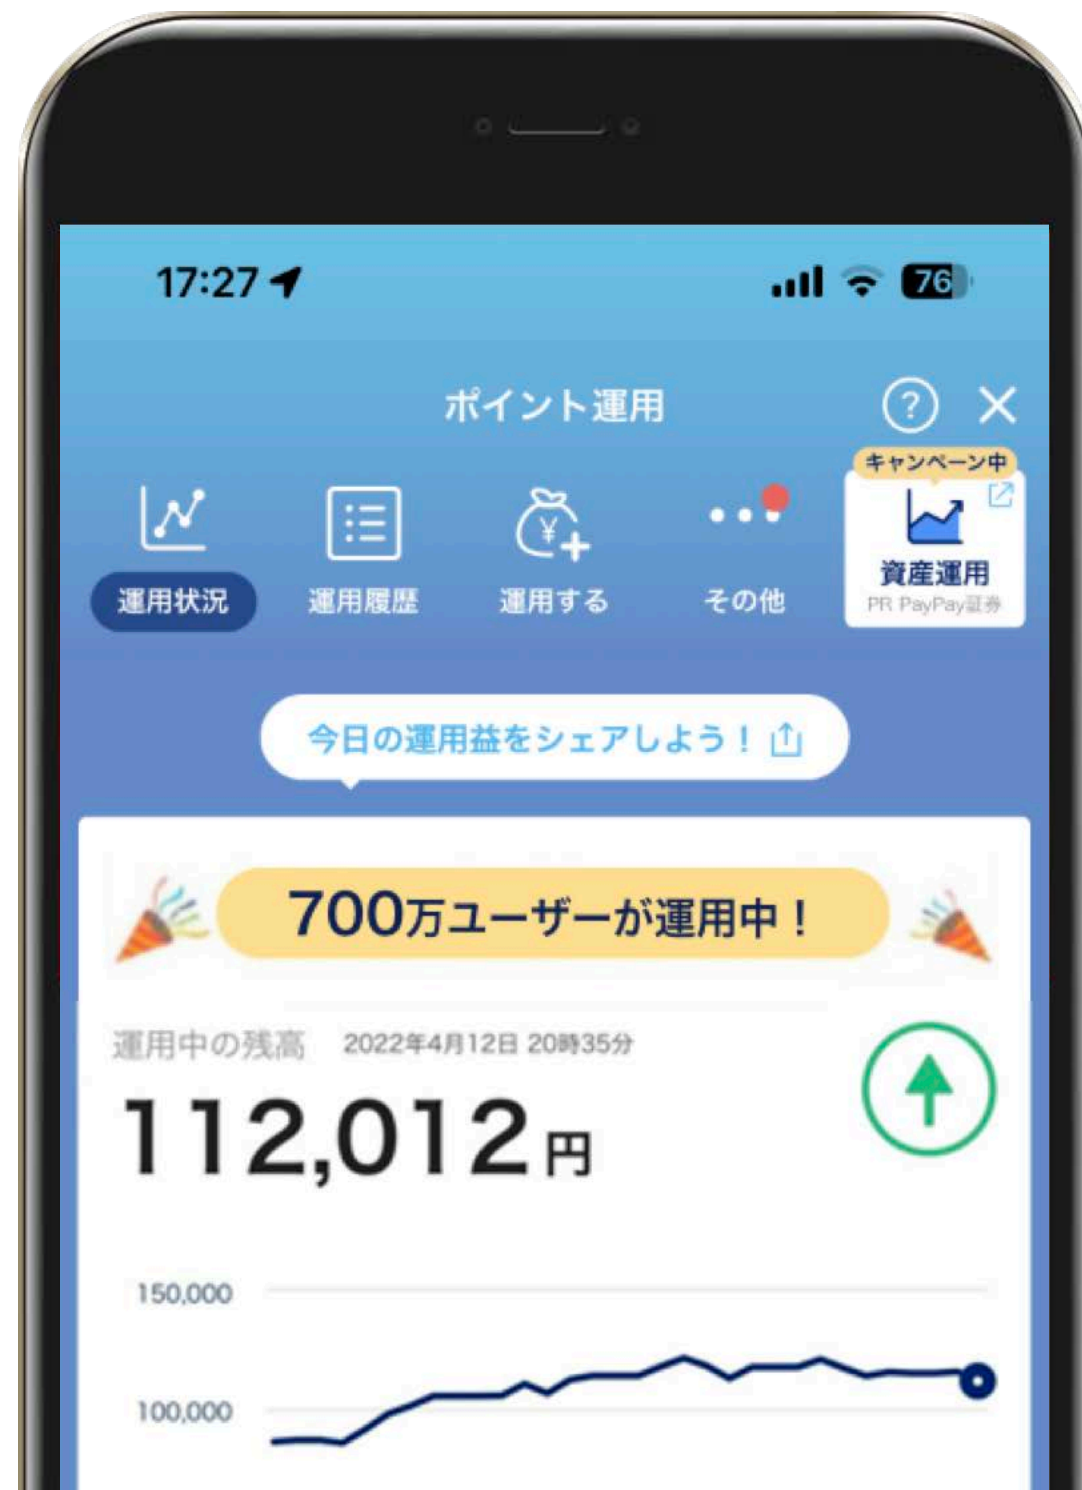 17:27
76
ポイント運用
?
キャンペーン中
運用状況
運用履歴
¥
運用する
その他
資産運用
PR PayPay証券
今日の運用益をシェアしよう！
700万ユーザーが運用中！
運用中の残高 2022年4月12日 20時35分
112,012円
150,000
100,000